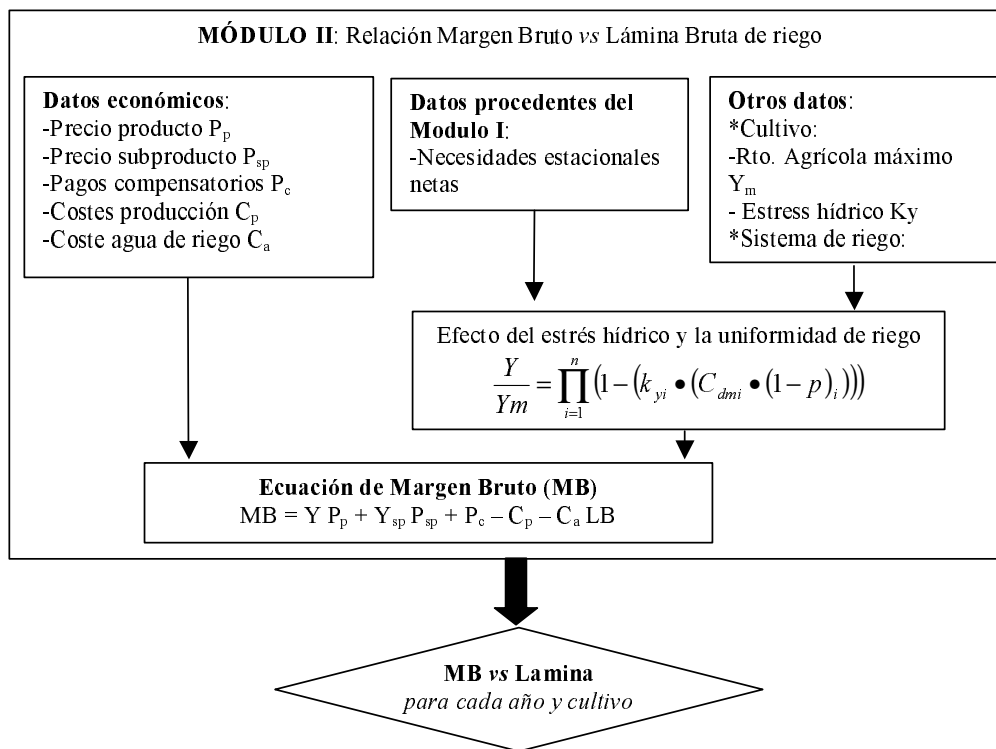 MÓDULO II: Relación Margen Bruto vs Lámina Bruta de riego
Datos económicos:
-Precio producto Pp
-Precio subproducto Psp
-Pagos compensatorios Pc
-Costes producción Cp
-Coste agua de riego Ca
Datos procedentes del
Modulo I:
-Necesidades estacionales
netas
Otros datos:
*Cultivo:
-Rto. Agrícola máximo
Ym
- Estress hídrico Ky
*Sistema de riego:
Efecto del estrés hídrico y la uniformidad de riego
Y/Ym = ∏_{i=1}^{n} (1 − (k_{yi} • (C_{dmi} • (1 − p)_i)))
Ecuación de Margen Bruto (MB)
MB = Y Pp + Ysp Psp + Pc – Cp – Ca LB
MB vs Lamina
para cada año y cultivo